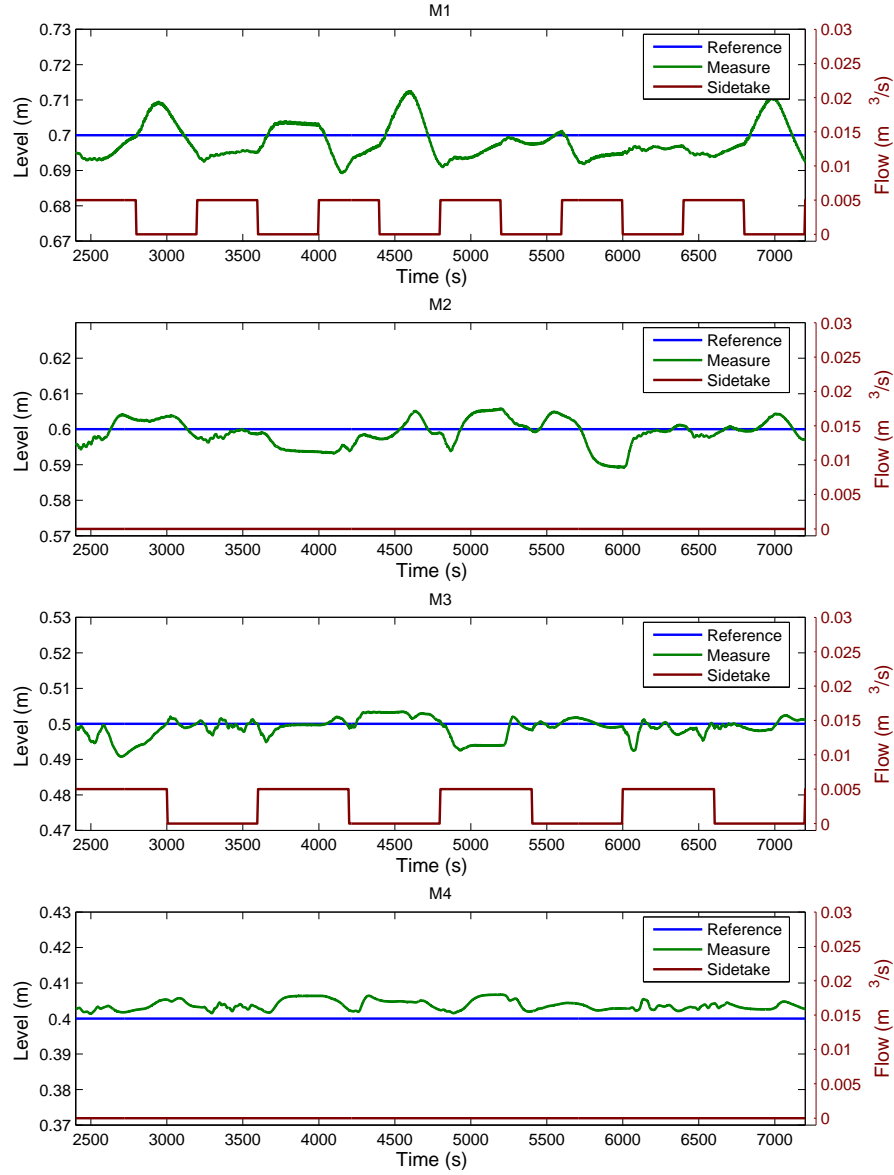 M1
0.73
0.72
0.71
0.7
0.69
0.68
0.67
Level (m)
0.03
0.025
0.02
0.015
0.01
0.005
0
Flow (m 3/s)
Reference
Measure
Sidetake
2500 3000 3500 4000 4500 5000 5500 6000 6500 7000
Time (s)
M2
0.62
0.61
0.6
0.59
0.58
0.57
Level (m)
0.03
0.025
0.02
0.015
0.01
0.005
0
Flow (m 3/s)
Reference
Measure
Sidetake
2500 3000 3500 4000 4500 5000 5500 6000 6500 7000
Time (s)
M3
0.53
0.52
0.51
0.5
0.49
0.48
0.47
Level (m)
0.03
0.025
0.02
0.015
0.01
0.005
0
Flow (m 3/s)
Reference
Measure
Sidetake
2500 3000 3500 4000 4500 5000 5500 6000 6500 7000
Time (s)
M4
0.43
0.42
0.41
0.4
0.39
0.38
0.37
Level (m)
0.03
0.025
0.02
0.015
0.01
0.005
0
Flow (m 3/s)
Reference
Measure
Sidetake
2500 3000 3500 4000 4500 5000 5500 6000 6500 7000
Time (s)